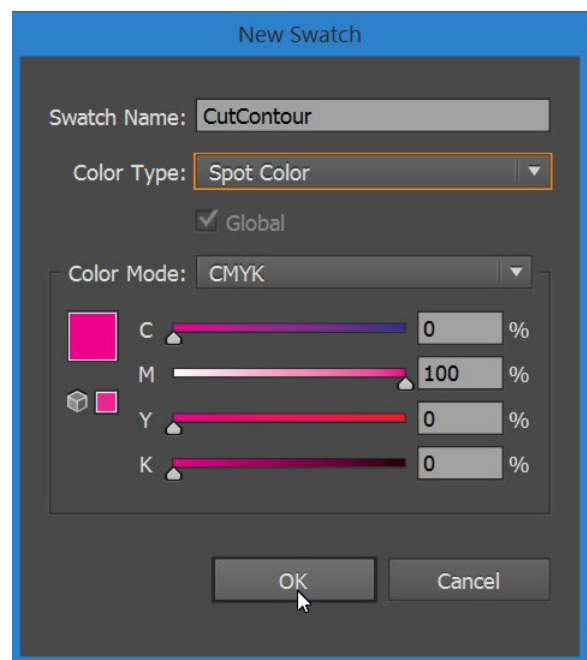 New Swatch
Swatch Name: CutContour
Color Type: Spot Color
Global
Color Mode: CMYK
C 0 %
M 100 %
Y 0 %
K 0 %
OK Cancel